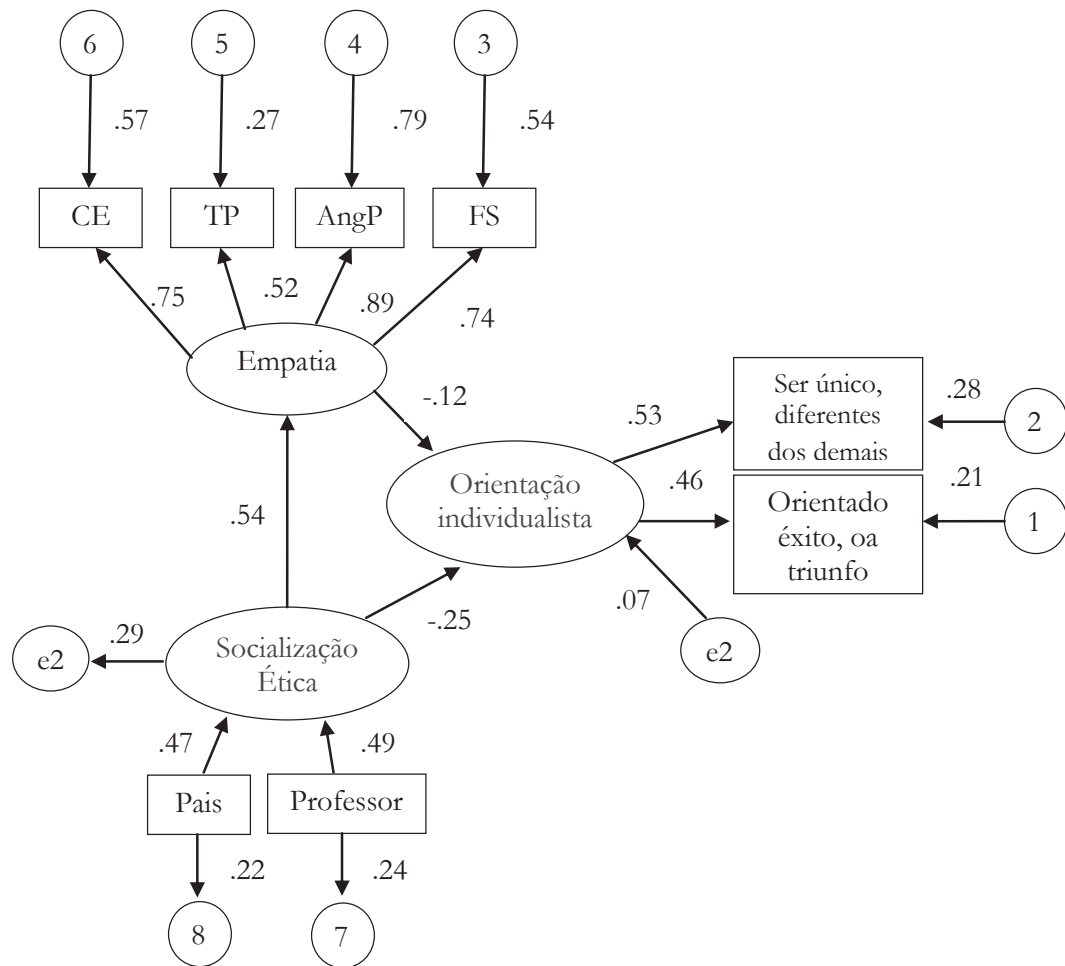 6
5
4
3
.57
.27
.79
.54
CE
TP
AngP
FS
.75
.52
.89
.74
Empatia
-.12
.53
Ser único,
diferentes
dos demais
.28
2
.54
Orientação
individualista
.46
Orientado
éxito, oa
triunfo
.21
1
-.25
.07
e2
.29
e2
Socialização
Ética
.47
.49
Pais
Professor
.22
.24
8
7